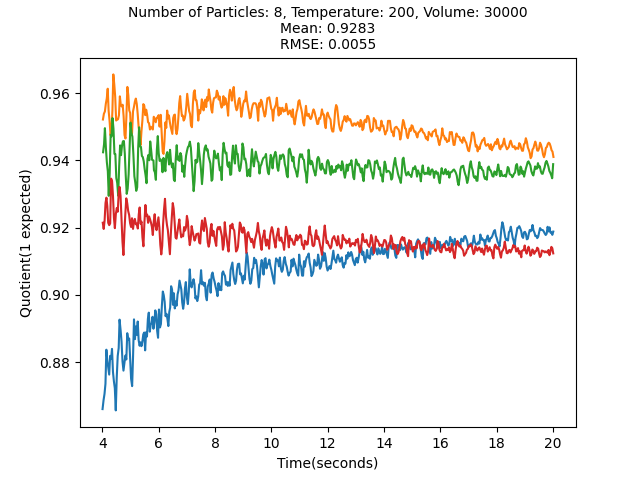 Number of Particles: 8, Temperature: 200, Volume: 30000
Mean: 0.9283
RMSE: 0.0055
0.96
0.94
0.92
0.90
0.88
Quotient(1 expected)
4 6 8 10 12 14 16 18 20
Time(seconds)